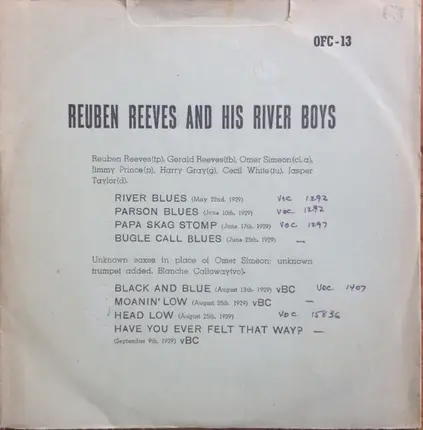 OFC-13
REUBEN REEVES AND HIS RIVER BOYS
Reuben Reeves(tp), Gerald Reeves(tb), Omer Simeon(cl,a),
Jimmy Prince(p), Harry Gray(g), Cecil White(tu), Jasper
Taylor(d).
RIVER BLUES (May 22nd, 1929) Voc 1292
PARSON BLUES (June 10th, 1929) Voc 1292
PAPA SKAG STOMP (June 17th, 1929) Voc 1297
BUGLE CALL BLUES (June 25th, 1929) —
Unknown saxes in place of Omer Simeon; unknown
trumpet added. Blanche Calloway(vo).
BLACK AND BLUE (August 13th, 1929) vBC Voc 1407
MOANIN' LOW (August 25th, 1929) vBC —
HEAD LOW (August 25th, 1929) Voc 15836
HAVE YOU EVER FELT THAT WAY? —
(September 9th, 1929) vBC